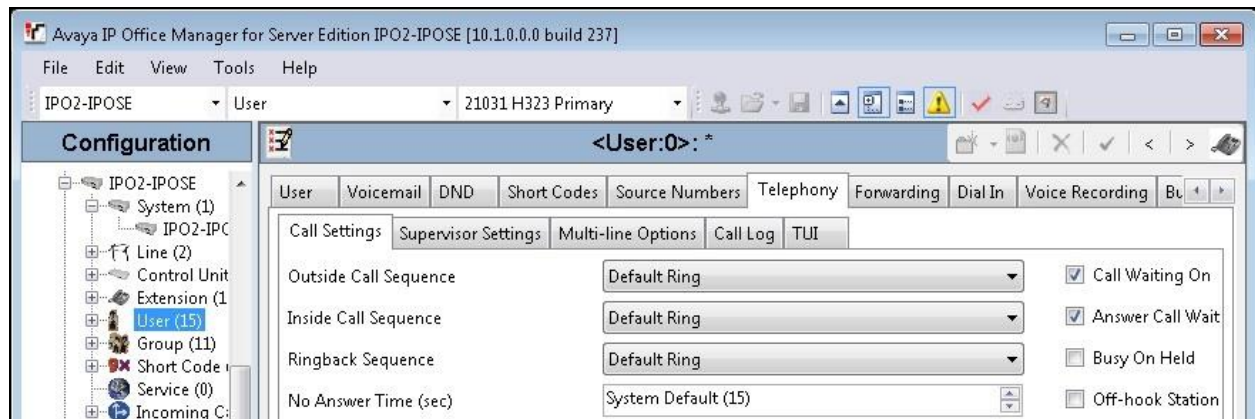 Avaya IP Office Manager for Server Edition IPO2-IPOSE [10.1.0.0.0 build 237]
File Edit View Tools Help
IPO2-IPOSE User 21031 H323 Primary
Configuration
<User:0>: *
IPO2-IPOSE
System (1)
IPO2-IPO
Line (2)
Control Unit
Extension (1
User (15)
Group (11)
Short Code
Service (0)
Incoming Ca
User Voicemail DND Short Codes Source Numbers Telephony Forwarding Dial In Voice Recording Bu
Call Settings Supervisor Settings Multi-line Options Call Log TUI
Outside Call Sequence Default Ring Call Waiting On
Inside Call Sequence Default Ring Answer Call Wait
Ringback Sequence Default Ring Busy On Held
No Answer Time (sec) System Default (15) Off-hook Station